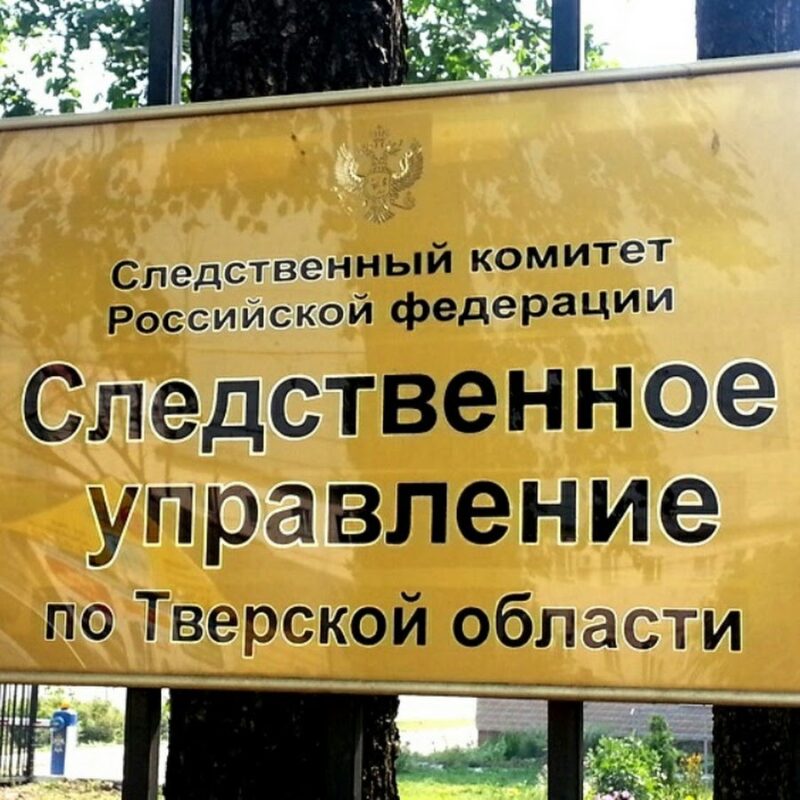 Следственный комитет
Российской федерации
Следственное
управление
по Тверской области